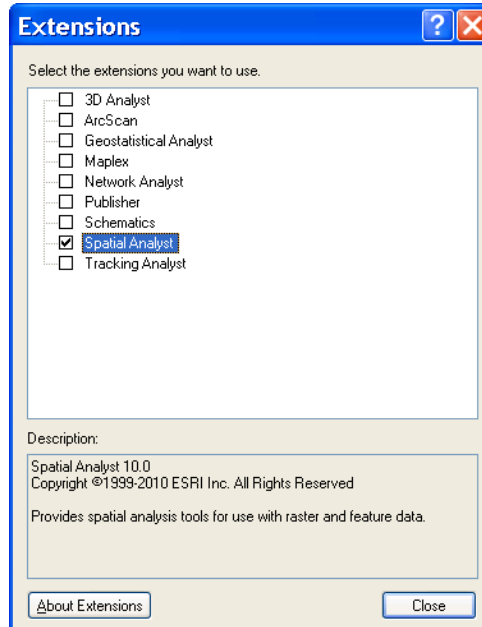 Extensions
Select the extensions you want to use.
3D Analyst
ArcScan
Geostatistical Analyst
Maplex
Network Analyst
Publisher
Schematics
Spatial Analyst
Tracking Analyst
Description:
Spatial Analyst 10.0
Copyright ©1999-2010 ESRI Inc. All Rights Reserved
Provides spatial analysis tools for use with raster and feature data.
About Extensions Close